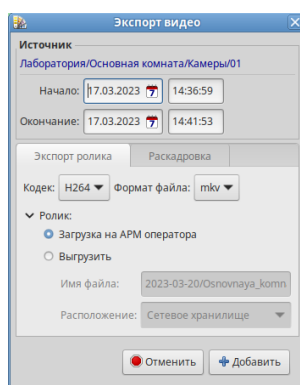 Экспорт видео
Источник
Лаборатория/Основная комната/Камеры/01
Начало: 17.03.2023 7 14:36:59
Окончание: 17.03.2023 7 14:41:53
Экспорт ролика Раскадровка
Кодек: H264 Формат файла: mkv
Ролик:
Загрузка на АРМ оператора
Выгрузить
Имя файла: 2023-03-20/Osnovnaya_komn
Расположение: Сетевое хранилище
Отменить Добавить